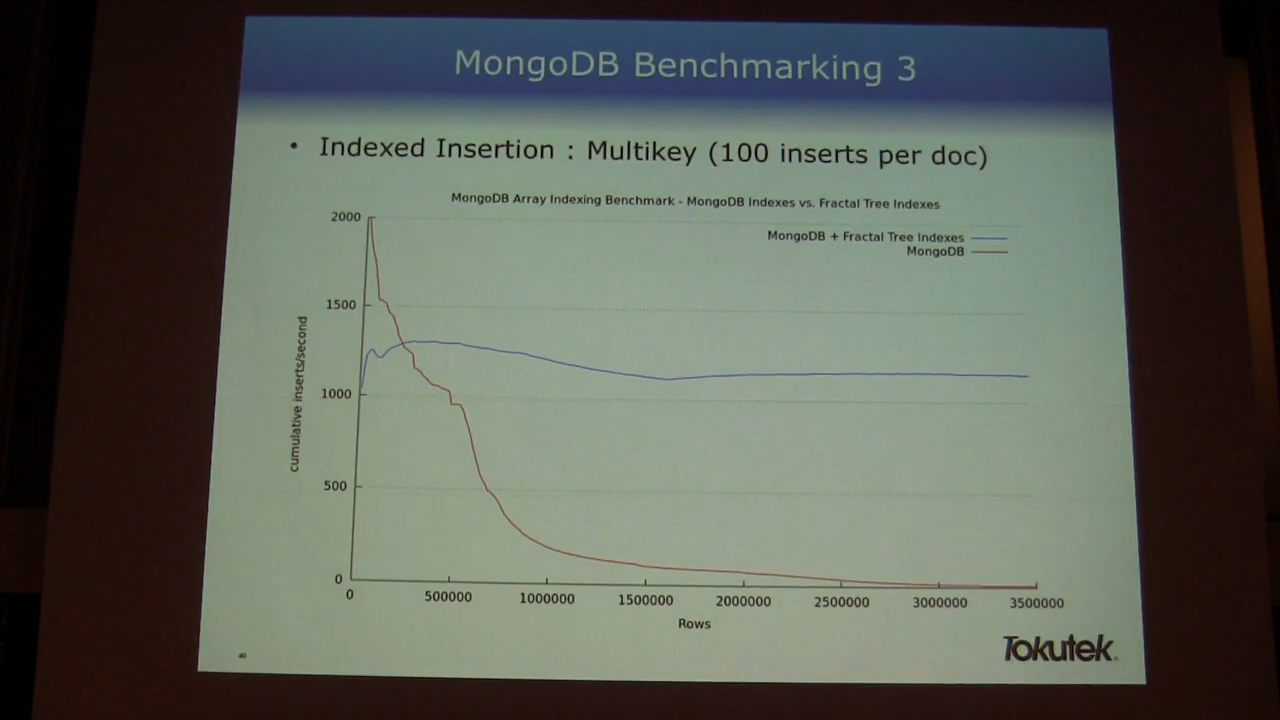 MongoDB Benchmarking 3
• Indexed Insertion : Multikey (100 inserts per doc)
MongoDB Array Indexing Benchmark - MongoDB Indexes vs. Fractal Tree Indexes
MongoDB + Fractal Tree Indexes
MongoDB
2000
1500
1000
500
0
cumulative inserts/second
0 500000 1000000 1500000 2000000 2500000 3000000 3500000
Rows
Tokutek